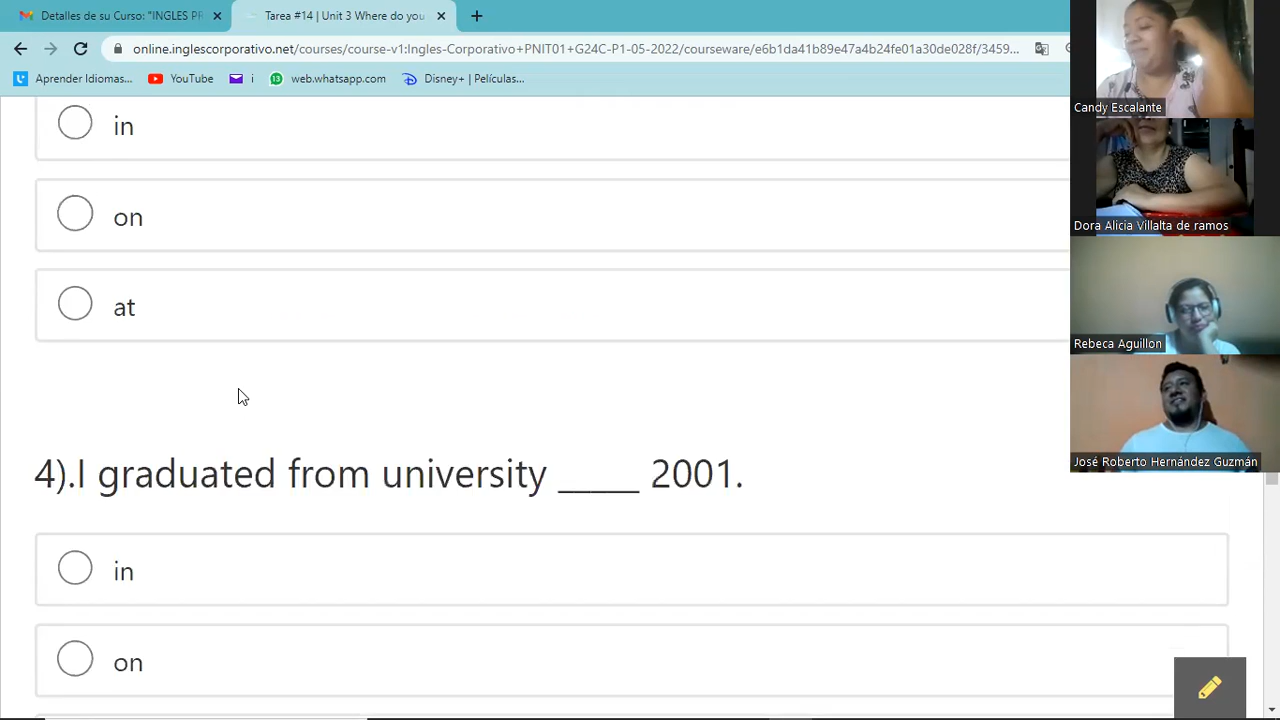 Detalles de su Curso: "INGLES PR
Tarea #14 | Unit 3 Where do you
online.inglescorporativo.net/courses/course-v1:Ingles-Corporativo+PNIT01+G24C-P1-05-2022/courseware/e6b1da41b89e47a4b24fe01a30de028f/3459...
Aprender Idiomas...
YouTube
i
13
web.whatsapp.com
Disney+ | Películas...
in
on
at
4).I graduated from university _____ 2001.
in
on
Candy Escalante
Dora Alicia Villalta de ramos
Rebeca Aguillon
José Roberto Hernández Guzmán